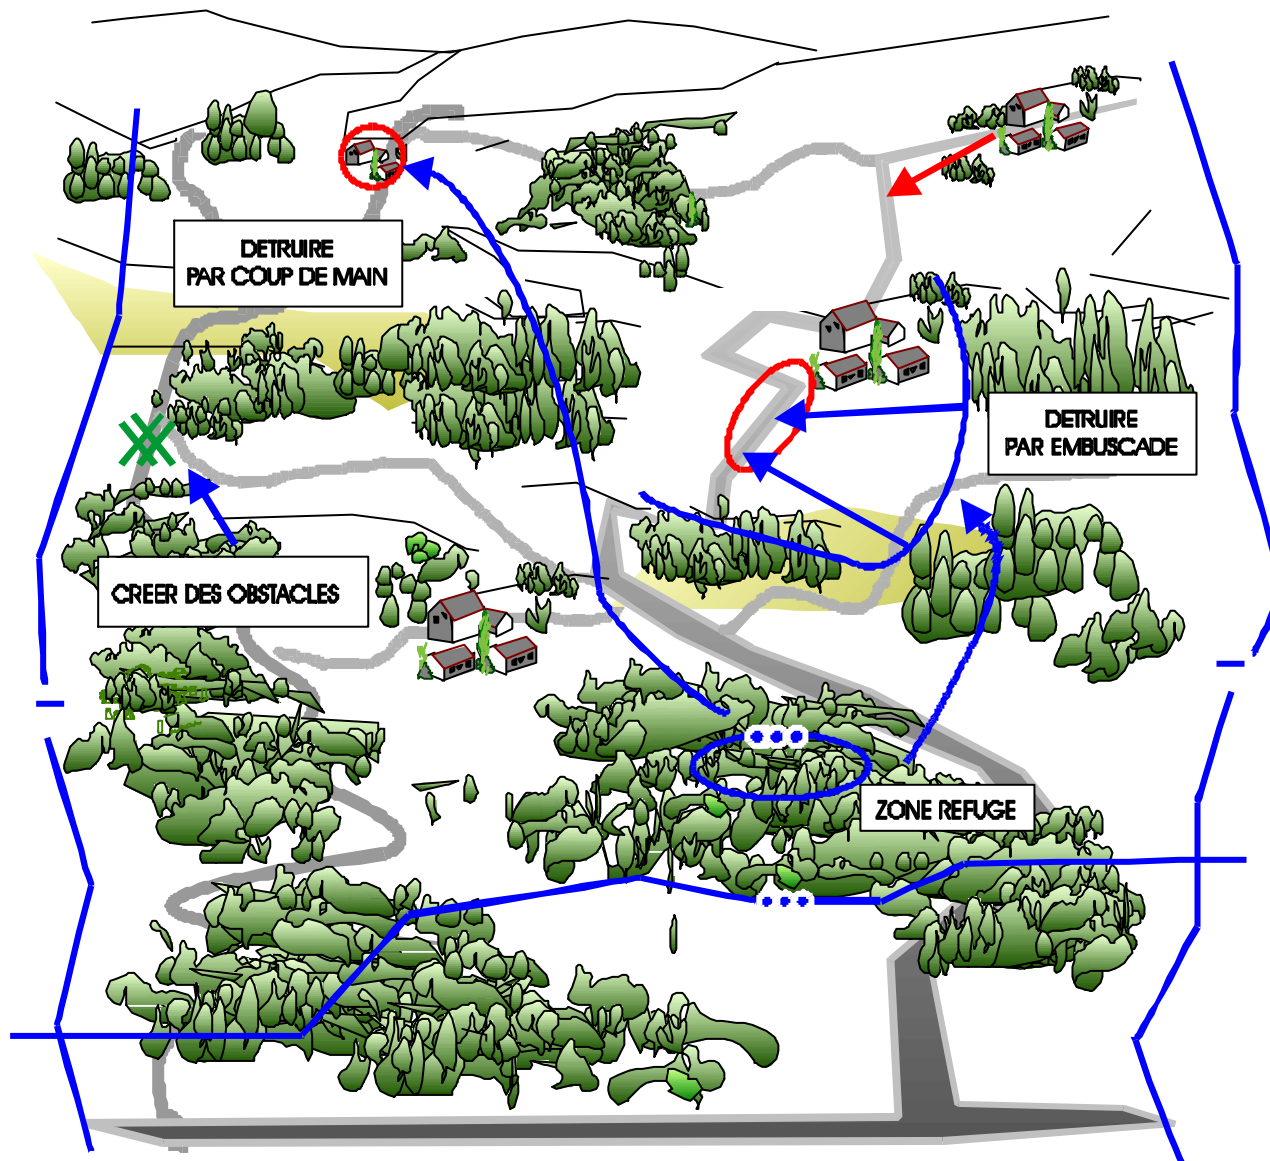 DETRUIRE
PAR COUP DE MAIN
DETRUIRE
PAR EMBUSCADE
CREER DES OBSTACLES
ZONE REFUGE